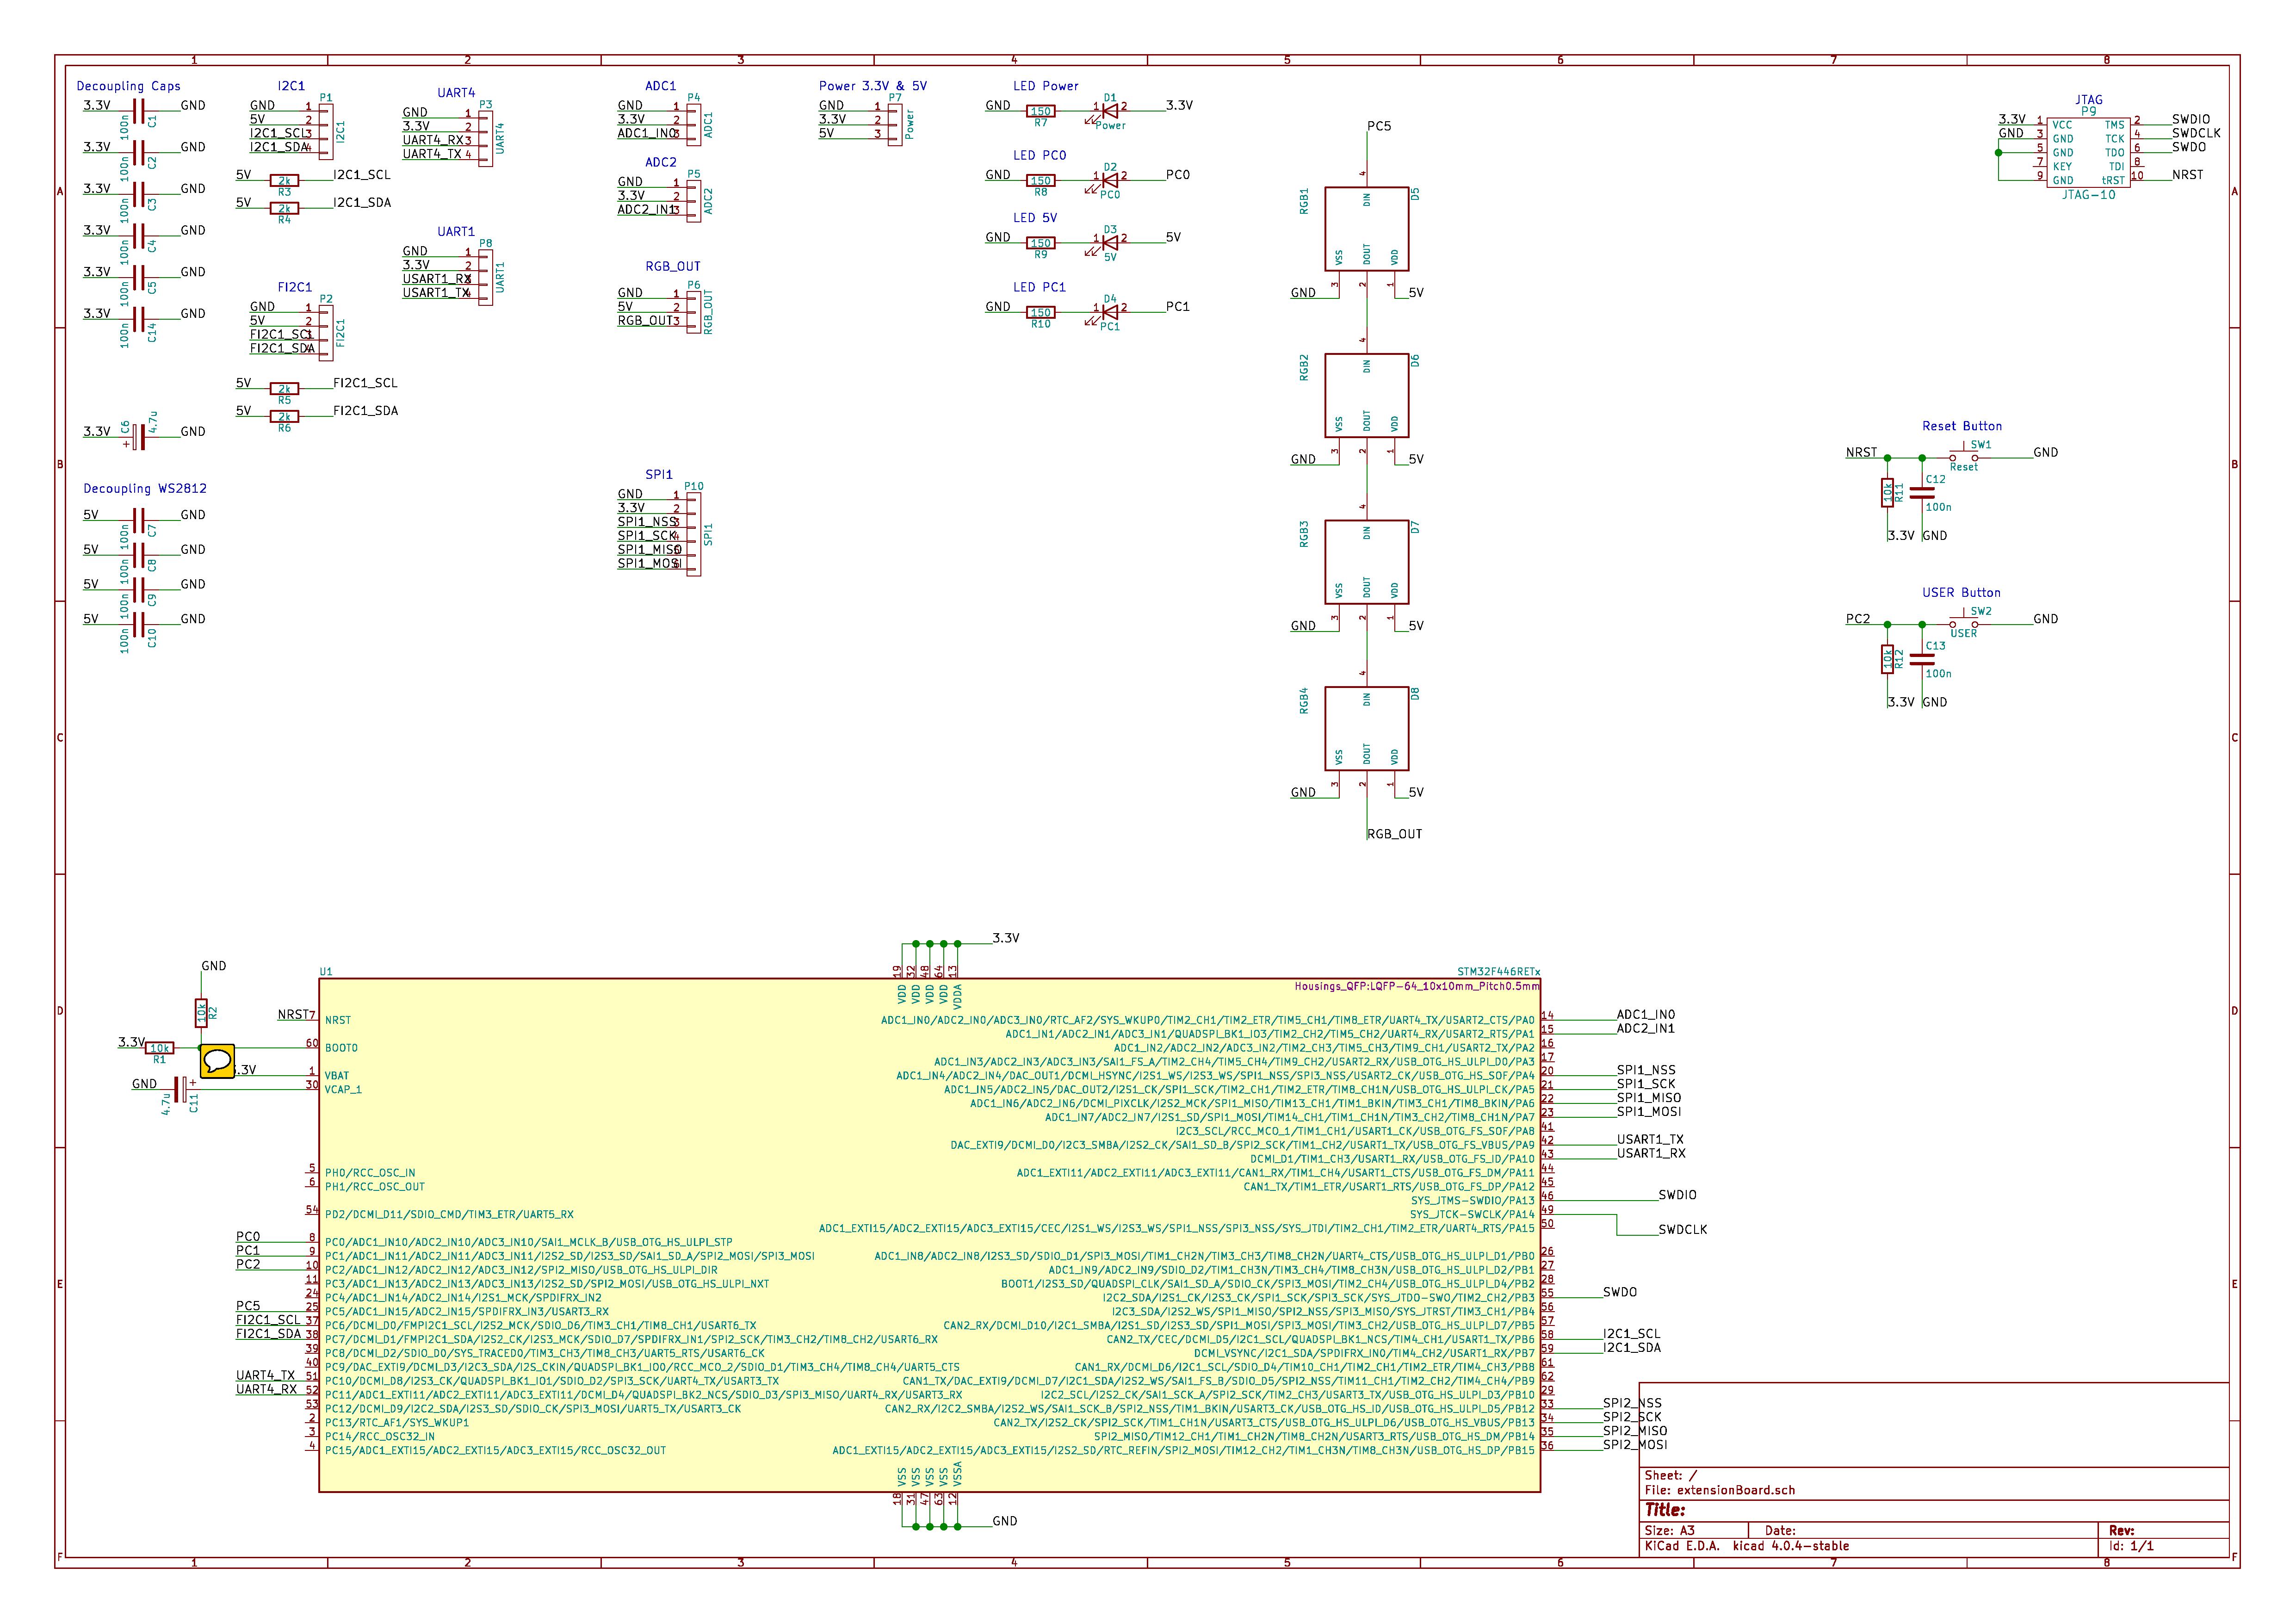 Decoupling Caps
3.3V C1 100n GND
3.3V C2 100n GND
3.3V C3 100n GND
3.3V C4 100n GND
3.3V C5 100n GND
3.3V C14 100n GND
3.3V C6 4.7u GND
Decoupling WS2812
5V C7 100n GND
5V C8 100n GND
5V C9 100n GND
5V C10 100n GND
I2C1
P1 I2C1
GND 1
5V 2
I2C1_SCL 3
I2C1_SDA 4
5V 2k R3 I2C1_SCL
5V 2k R4 I2C1_SDA
FI2C1
P2 FI2C1
GND 1
5V 2
FI2C1_SCL
FI2C1_SDA
5V 2k R5 FI2C1_SCL
5V 2k R6 FI2C1_SDA
UART4
P3 UART4
GND 1
3.3V 2
UART4_RX 3
UART4_TX 4
UART1
P8 UART1
GND 1
3.3V 2
USART1_RX
USART1_TX
ADC1
P4 ADC1
GND 1
3.3V 2
ADC1_IN0 3
ADC2
P5 ADC2
GND 1
3.3V 2
ADC2_IN1 3
RGB_OUT
P6 RGB_OUT
GND 1
5V 2
RGB_OUT 3
SPI1
P10 SPI1
GND 1
3.3V 2
SPI1_NSS 3
SPI1_SCK
SPI1_MISO
SPI1_MOSI
Power 3.3V & 5V
P7 Power
GND 1
3.3V 2
5V 3
LED Power
GND 150 R7 1 D1 2 Power 3.3V
LED PC0
GND 150 R8 1 D2 2 PC0 PC0
LED 5V
GND 150 R9 1 D3 2 5V 5V
LED PC1
GND 150 R10 1 D4 2 PC1 PC1
PC5
RGB1 4 DIN D5
VSS DOUT VDD
GND 3 2 1 5V
RGB2 4 DIN D6
VSS DOUT VDD
GND 3 2 1 5V
RGB3 4 DIN D7
VSS DOUT VDD
GND 3 2 1 5V
RGB4 4 DIN D8
VSS DOUT VDD
GND 3 2 1 5V
RGB_OUT
JTAG
P9
3.3V 1 VCC TMS 2 SWDIO
GND 3 GND TCK 4 SWDCLK
5 GND TDO 6 SWDO
7 KEY TDI 8
9 GND tRST 10 NRST
JTAG-10
Reset Button
NRST SW1 Reset GND
10k R11 C12 100n
3.3V GND
USER Button
PC2 SW2 USER GND
10k R12 C13 100n
3.3V GND
3.3V
19 32 48 64 13
VDD VDD VDD VDD VDDA
U1
STM32F446RETx
Housings_QFP:LQFP-64_10x10mm_Pitch0.5mm
GND
10k R2
3.3V 10k R1
.3V
GND 4.7u C11
NRST 7 NRST
60 BOOT0
1 VBAT
30 VCAP_1
5 PH0/RCC_OSC_IN
6 PH1/RCC_OSC_OUT
54 PD2/DCMI_D11/SDIO_CMD/TIM3_ETR/UART5_RX
PC0 8 PC0/ADC1_IN10/ADC2_IN10/ADC3_IN10/SAI1_MCLK_B/USB_OTG_HS_ULPI_STP
PC1 9 PC1/ADC1_IN11/ADC2_IN11/ADC3_IN11/I2S2_SD/I2S3_SD/SAI1_SD_A/SPI2_MOSI/SPI3_MOSI
PC2 10 PC2/ADC1_IN12/ADC2_IN12/ADC3_IN12/SPI2_MISO/USB_OTG_HS_ULPI_DIR
11 PC3/ADC1_IN13/ADC2_IN13/ADC3_IN13/I2S2_SD/SPI2_MOSI/USB_OTG_HS_ULPI_NXT
24 PC4/ADC1_IN14/ADC2_IN14/I2S1_MCK/SPDIFRX_IN2
PC5 25 PC5/ADC1_IN15/ADC2_IN15/SPDIFRX_IN3/USART3_RX
FI2C1_SCL 37 PC6/DCMI_D0/FMPI2C1_SCL/I2S2_MCK/SDIO_D6/TIM3_CH1/TIM8_CH1/USART6_TX
FI2C1_SDA 38 PC7/DCMI_D1/FMPI2C1_SDA/I2S2_CK/I2S3_MCK/SDIO_D7/SPDIFRX_IN1/SPI2_SCK/TIM3_CH2/TIM8_CH2/USART6_RX
39 PC8/DCMI_D2/SDIO_D0/SYS_TRACED0/TIM3_CH3/TIM8_CH3/UART5_RTS/USART6_CK
40 PC9/DAC_EXTI9/DCMI_D3/I2C3_SDA/I2S_CKIN/QUADSPI_BK1_IO0/RCC_MCO_2/SDIO_D1/TIM3_CH4/TIM8_CH4/UART5_CTS
UART4_TX 51 PC10/DCMI_D8/I2S3_CK/QUADSPI_BK1_IO1/SDIO_D2/SPI3_SCK/UART4_TX/USART3_TX
UART4_RX 52 PC11/ADC1_EXTI11/ADC2_EXTI11/ADC3_EXTI11/DCMI_D4/QUADSPI_BK2_NCS/SDIO_D3/SPI3_MISO/UART4_RX/USART3_RX
53 PC12/DCMI_D9/I2C2_SDA/I2S3_SD/SDIO_CK/SPI3_MOSI/UART5_TX/USART3_CK
2 PC13/RTC_AF1/SYS_WKUP1
3 PC14/RCC_OSC32_IN
4 PC15/ADC1_EXTI15/ADC2_EXTI15/ADC3_EXTI15/RCC_OSC32_OUT
ADC1_IN0/ADC2_IN0/ADC3_IN0/RTC_AF2/SYS_WKUP0/TIM2_CH1/TIM2_ETR/TIM5_CH1/TIM8_ETR/UART4_TX/USART2_CTS/PA0 14 ADC1_IN0
ADC1_IN1/ADC2_IN1/ADC3_IN1/QUADSPI_BK1_IO3/TIM2_CH2/TIM5_CH2/UART4_RX/USART2_RTS/PA1 15 ADC2_IN1
ADC1_IN2/ADC2_IN2/ADC3_IN2/TIM2_CH3/TIM5_CH3/TIM9_CH1/USART2_TX/PA2 16
ADC1_IN3/ADC2_IN3/ADC3_IN3/SAI1_FS_A/TIM2_CH4/TIM5_CH4/TIM9_CH2/USART2_RX/USB_OTG_HS_ULPI_D0/PA3 17
ADC1_IN4/ADC2_IN4/DAC_OUT1/DCMI_HSYNC/I2S1_WS/I2S3_WS/SPI1_NSS/SPI3_NSS/USART2_CK/USB_OTG_HS_SOF/PA4 20 SPI1_NSS
ADC1_IN5/ADC2_IN5/DAC_OUT2/I2S1_CK/SPI1_SCK/TIM2_CH1/TIM2_ETR/TIM8_CH1N/USB_OTG_HS_ULPI_CK/PA5 21 SPI1_SCK
ADC1_IN6/ADC2_IN6/DCMI_PIXCLK/I2S2_MCK/SPI1_MISO/TIM13_CH1/TIM1_BKIN/TIM3_CH1/TIM8_BKIN/PA6 22 SPI1_MISO
ADC1_IN7/ADC2_IN7/I2S1_SD/SPI1_MOSI/TIM14_CH1/TIM1_CH1N/TIM3_CH2/TIM8_CH1N/PA7 23 SPI1_MOSI
I2C3_SCL/RCC_MCO_1/TIM1_CH1/USART1_CK/USB_OTG_FS_SOF/PA8 41
DAC_EXTI9/DCMI_D0/I2C3_SMBA/I2S2_CK/SAI1_SD_B/SPI2_SCK/TIM1_CH2/USART1_TX/USB_OTG_FS_VBUS/PA9 42 USART1_TX
DCMI_D1/TIM1_CH3/USART1_RX/USB_OTG_FS_ID/PA10 43 USART1_RX
ADC1_EXTI11/ADC2_EXTI11/ADC3_EXTI11/CAN1_RX/TIM1_CH4/USART1_CTS/USB_OTG_FS_DM/PA11 44
CAN1_TX/TIM1_ETR/USART1_RTS/USB_OTG_FS_DP/PA12 45
SYS_JTMS-SWDIO/PA13 46 SWDIO
SYS_JTCK-SWCLK/PA14 49 SWDCLK
ADC1_EXTI15/ADC2_EXTI15/ADC3_EXTI15/CEC/I2S1_WS/I2S3_WS/SPI1_NSS/SPI3_NSS/SYS_JTDI/TIM2_CH1/TIM2_ETR/UART4_RTS/PA15 50
ADC1_IN8/ADC2_IN8/I2S3_SD/SDIO_D1/SPI3_MOSI/TIM1_CH2N/TIM3_CH3/TIM8_CH2N/UART4_CTS/USB_OTG_HS_ULPI_D1/PB0 26
ADC1_IN9/ADC2_IN9/SDIO_D2/TIM1_CH3N/TIM3_CH4/TIM8_CH3N/USB_OTG_HS_ULPI_D2/PB1 27
BOOT1/I2S3_SD/QUADSPI_CLK/SAI1_SD_A/SDIO_CK/SPI3_MOSI/TIM2_CH4/USB_OTG_HS_ULPI_D4/PB2 28
I2C2_SDA/I2S1_CK/I2S3_CK/SPI1_SCK/SPI3_SCK/SYS_JTDO-SWO/TIM2_CH2/PB3 55 SWDO
I2C3_SDA/I2S2_WS/SPI1_MISO/SPI2_NSS/SPI3_MISO/SYS_JTRST/TIM3_CH1/PB4 56
CAN2_RX/DCMI_D10/I2C1_SMBA/I2S1_SD/I2S3_SD/SPI1_MOSI/SPI3_MOSI/TIM3_CH2/USB_OTG_HS_ULPI_D7/PB5 57
CAN2_TX/CEC/DCMI_D5/I2C1_SCL/QUADSPI_BK1_NCS/TIM4_CH1/USART1_TX/PB6 58 I2C1_SCL
DCMI_VSYNC/I2C1_SDA/SPDIFRX_IN0/TIM4_CH2/USART1_RX/PB7 59 I2C1_SDA
CAN1_RX/DCMI_D6/I2C1_SCL/SDIO_D4/TIM10_CH1/TIM2_CH1/TIM2_ETR/TIM4_CH3/PB8 61
CAN1_TX/DAC_EXTI9/DCMI_D7/I2C1_SDA/I2S2_WS/SAI1_FS_B/SDIO_D5/SPI2_NSS/TIM11_CH1/TIM2_CH2/TIM4_CH4/PB9 62
I2C2_SCL/I2S2_CK/SAI1_SCK_A/SPI2_SCK/TIM2_CH3/USART3_TX/USB_OTG_HS_ULPI_D3/PB10 29
CAN2_RX/I2C2_SMBA/I2S2_WS/SAI1_SCK_B/SPI2_NSS/TIM1_BKIN/USART3_CK/USB_OTG_HS_ID/USB_OTG_HS_ULPI_D5/PB12 33 SPI2_NSS
CAN2_TX/I2S2_CK/SPI2_SCK/TIM1_CH1N/USART3_CTS/USB_OTG_HS_ULPI_D6/USB_OTG_HS_VBUS/PB13 34 SPI2_SCK
SPI2_MISO/TIM12_CH1/TIM1_CH2N/TIM8_CH2N/USART3_RTS/USB_OTG_HS_DM/PB14 35 SPI2_MISO
ADC1_EXTI15/ADC2_EXTI15/ADC3_EXTI15/I2S2_SD/RTC_REFIN/SPI2_MOSI/TIM12_CH2/TIM1_CH3N/TIM8_CH3N/USB_OTG_HS_DP/PB15 36 SPI2_MOSI
VSS VSS VSS VSS VSSA
18 31 47 63 12
GND
Sheet: /
File: extensionBoard.sch
Title:
Size: A3 Date: Rev:
KiCad E.D.A. kicad 4.0.4-stable Id: 1/1
1 2 3 4 5 6 7 8
A B C D E F
1 2 3 4 5 6 7 8
A B C D E F